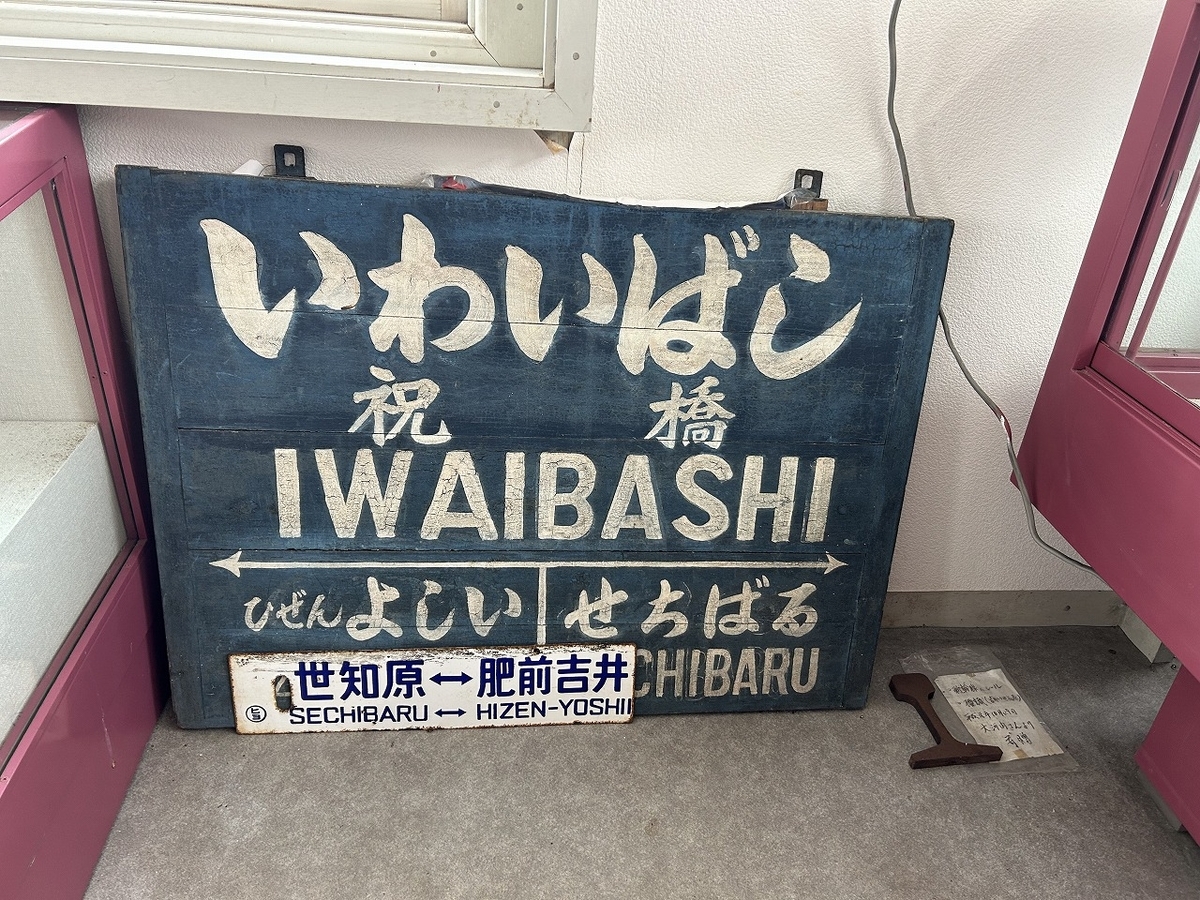 いわいばし
祝 橋
IWAIBASHI
ひぜん よしい せちばる
CHIBARU
世知原↔肥前吉井
SECHIBARU ↔ HIZEN-YOSHII